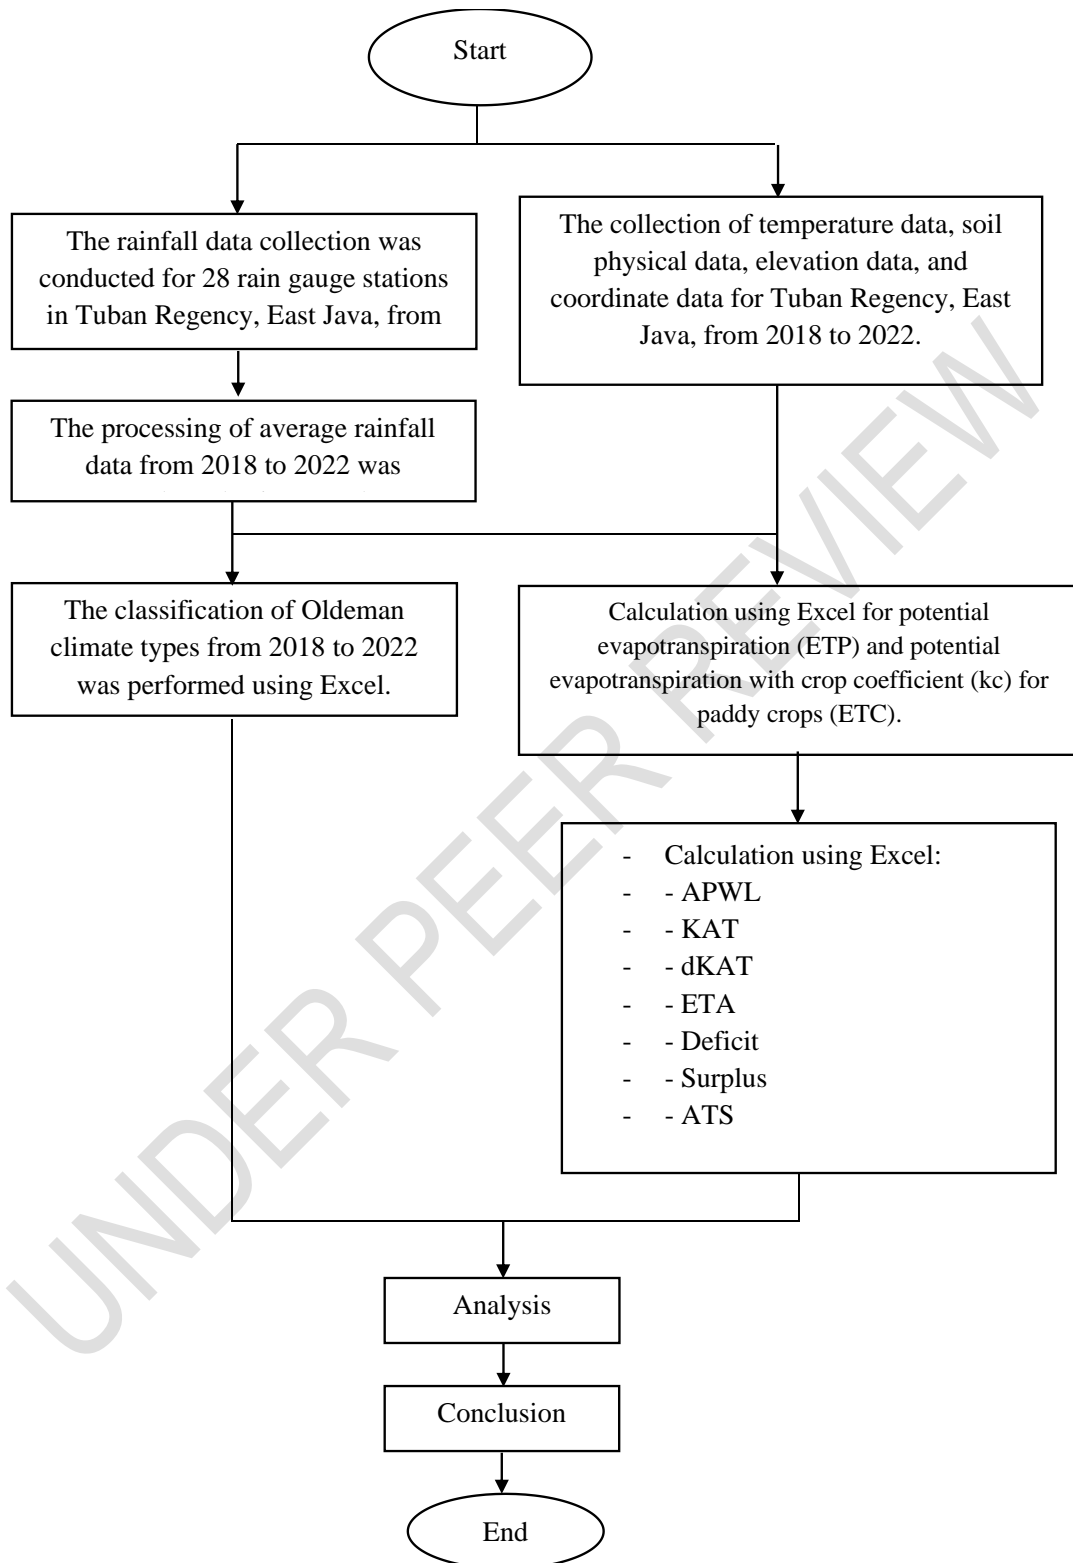 Start
The rainfall data collection was
conducted for 28 rain gauge stations
in Tuban Regency, East Java, from
The collection of temperature data, soil
physical data, elevation data, and
coordinate data for Tuban Regency, East
Java, from 2018 to 2022.
The processing of average rainfall
data from 2018 to 2022 was
The classification of Oldeman
climate types from 2018 to 2022
was performed using Excel.
Calculation using Excel for potential
evapotranspiration (ETP) and potential
evapotranspiration with crop coefficient (kc) for
paddy crops (ETC).
- Calculation using Excel:
- - APWL
- - KAT
- - dKAT
- - ETA
- - Deficit
- - Surplus
- - ATS
Analysis
Conclusion
End
UNDER PEER REVIEW